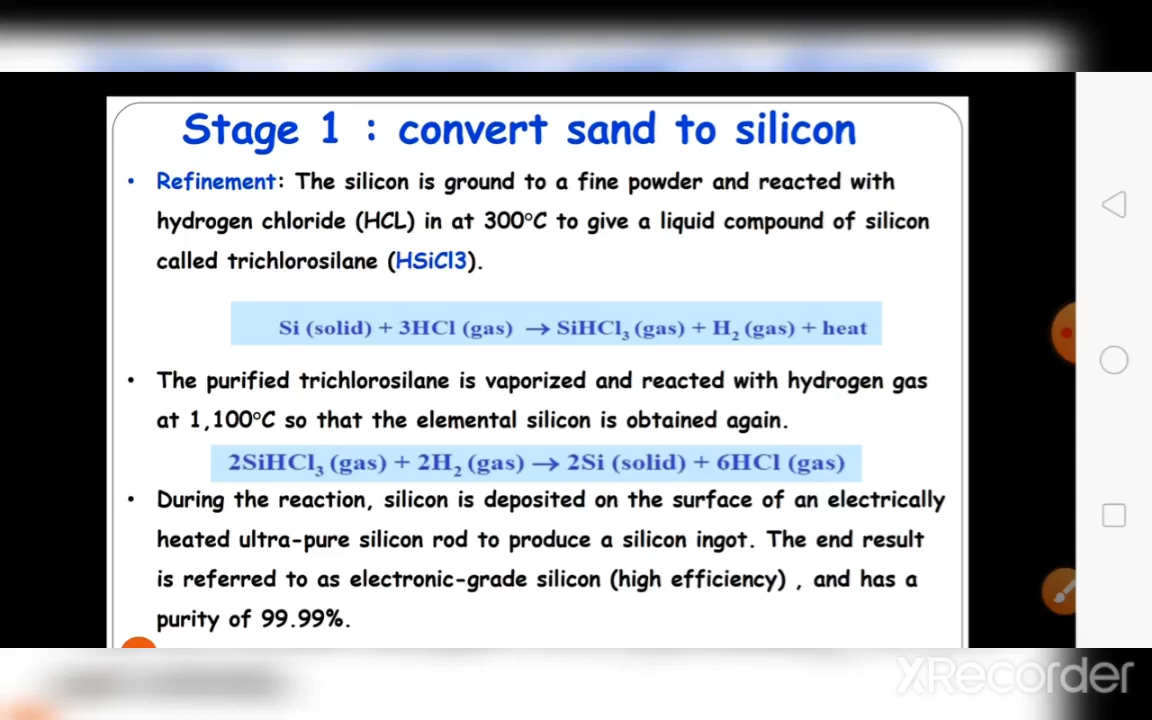 Stage 1 : convert sand to silicon
• Refinement: The silicon is ground to a fine powder and reacted with
hydrogen chloride (HCL) in at 300°C to give a liquid compound of silicon
called trichlorosilane (HSiCl3).
Si (solid) + 3HCl (gas) → SiHCl₃ (gas) + H₂ (gas) + heat
• The purified trichlorosilane is vaporized and reacted with hydrogen gas
at 1,100°C so that the elemental silicon is obtained again.
2SiHCl₃ (gas) + 2H₂ (gas) → 2Si (solid) + 6HCl (gas)
• During the reaction, silicon is deposited on the surface of an electrically
heated ultra-pure silicon rod to produce a silicon ingot. The end result
is referred to as electronic-grade silicon (high efficiency) , and has a
purity of 99.99%.
XRecorder